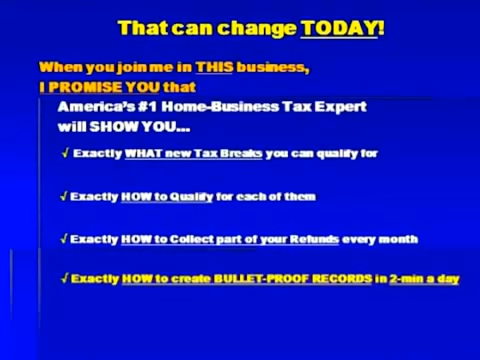 That can change TODAY!
When you join me in THIS business,
I PROMISE YOU that
America's #1 Home-Business Tax Expert
will SHOW YOU...
√ Exactly WHAT new Tax Breaks you can qualify for
√ Exactly HOW to Qualify for each of them
√ Exactly HOW to Collect part of your Refunds every month
√ Exactly HOW to create BULLET-PROOF RECORDS in 2-min a day